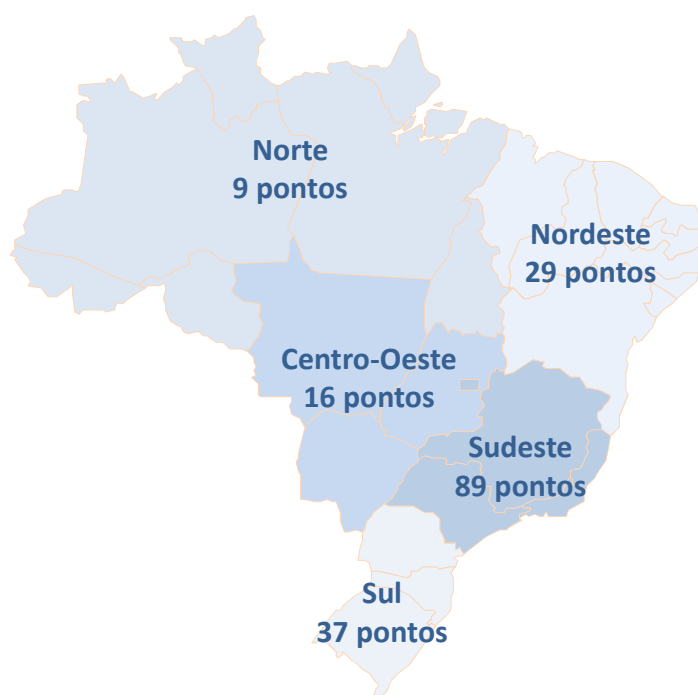 Norte
9 pontos
Nordeste
29 pontos
Centro-Oeste
16 pontos
Sudeste
89 pontos
Sul
37 pontos